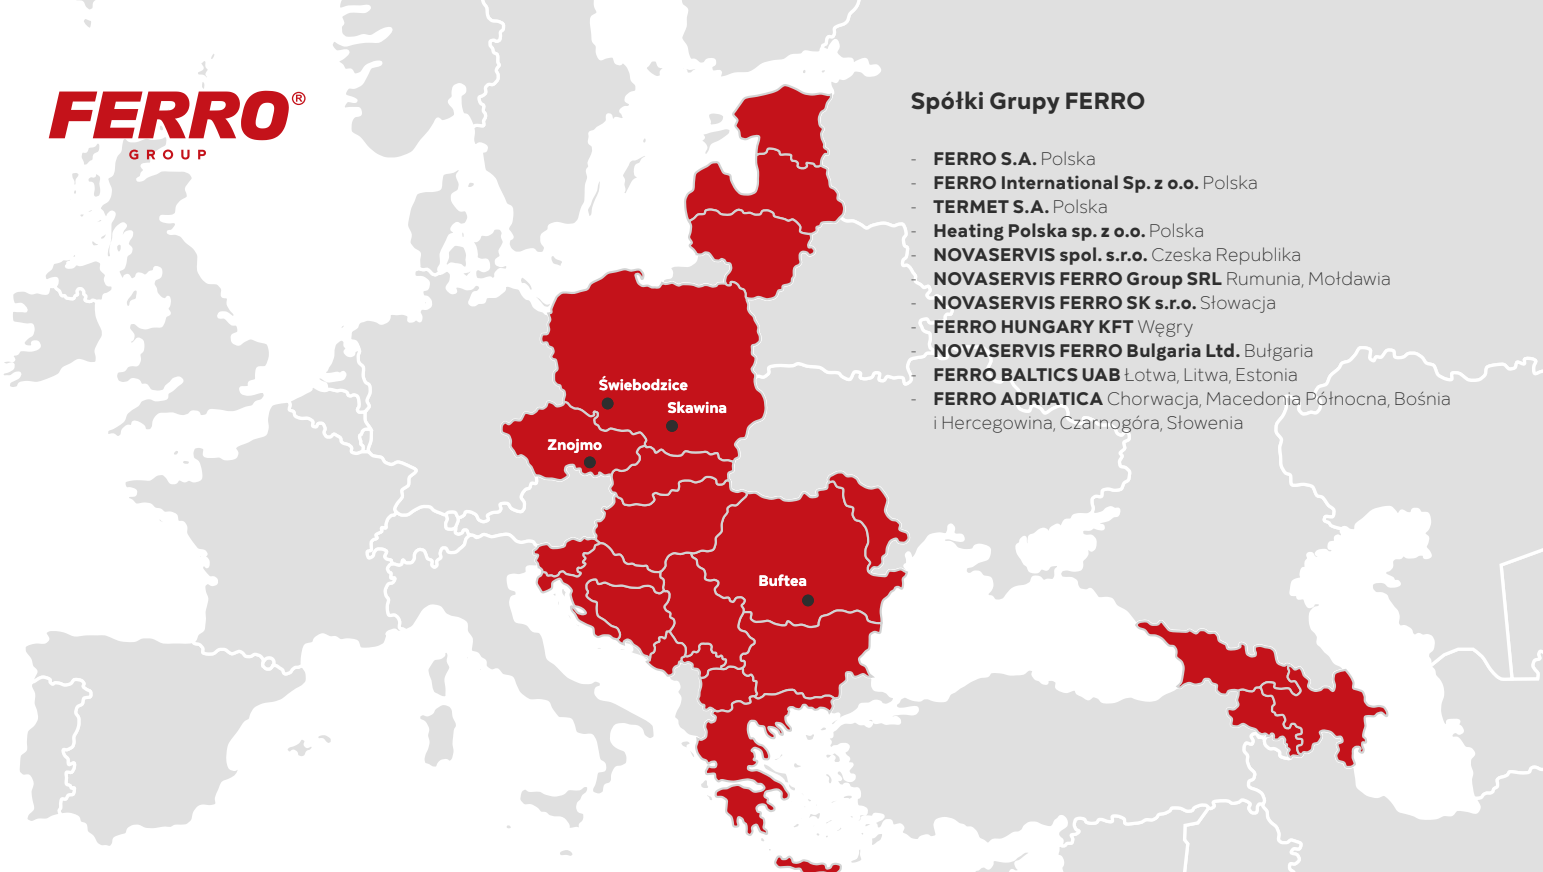 FERRO®
GROUP
Spółki Grupy FERRO
- FERRO S.A. Polska
- FERRO International Sp. z o.o. Polska
- TERMET S.A. Polska
- Heating Polska sp. z o.o. Polska
- NOVASERVIS spol. s.r.o. Czeska Republika
- NOVASERVIS FERRO Group SRL Rumunia, Mołdawia
- NOVASERVIS FERRO SK s.r.o. Słowacja
- FERRO HUNGARY KFT Węgry
- NOVASERVIS FERRO Bulgaria Ltd. Bułgaria
- FERRO BALTICS UAB Łotwa, Litwa, Estonia
- FERRO ADRIATICA Chorwacja, Macedonia Północna, Bośnia
i Hercegowina, Czarnogóra, Słowenia
Świebodzice
Skawina
Znojmo
Buftea